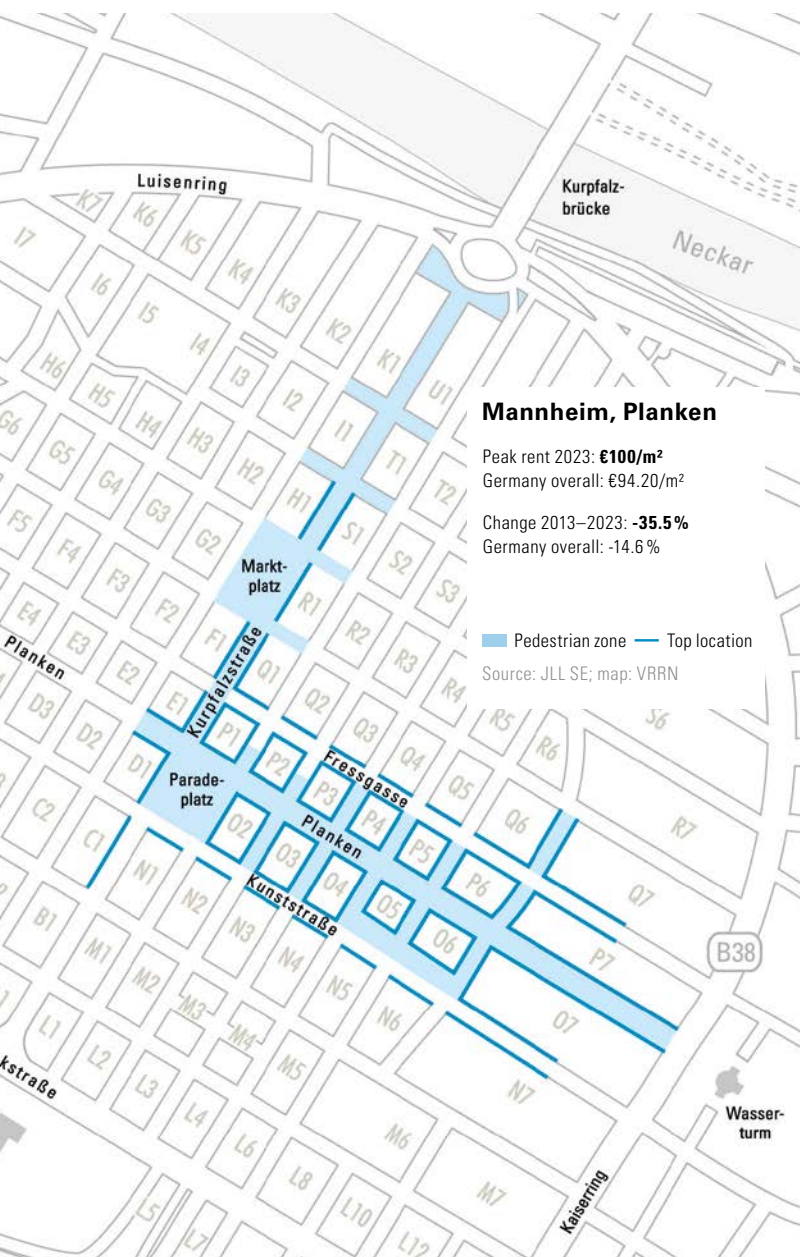 Luisenring
Kurpfalz-
brücke
Neckar
K7
K6
K5
K4
K3
K2
K1
U1
I7
I6
I5
I4
I3
I2
I1
T1
T2
H6
H5
H4
H3
H2
H1
S1
S2
S3
G6
G5
G4
G3
G2
Markt-
platz
R1
R2
R3
R4
R5
R6
S6
R7
Mannheim, Planken
Peak rent 2023: €100/m²
Germany overall: €94.20/m²
Change 2013–2023: -35.5 %
Germany overall: -14.6 %
Pedestrian zone
Top location
Source: JLL SE; map: VRRN
F5
F4
F3
F2
F1
Kurpfalzstraße
Q1
Q2
Q3
Q4
Q5
Q6
Q7
E4
E3
E2
E1
Planken
P1
P2
P3
P4
P5
P6
P7
Fressgasse
D3
D2
D1
Parade-
platz
Planken
O2
O3
O4
O5
O6
O7
Kunststraße
C2
C1
N1
N2
N3
N4
N5
N6
N7
B38
B1
M1
M2
M3
M4
M5
M6
M7
L1
L2
L3
L4
L6
L8
L10
L12
L5
L7
kstraße
Kaiserring
Wasser-
turm